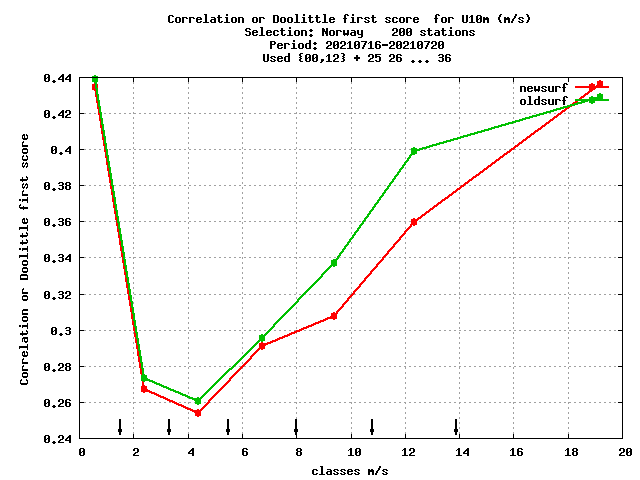 Correlation or Doolittle first score  for U10m (m/s)
Selection: Norway    200 stations
Period: 20210716-20210720
Used {00,12} + 25 26 ... 36
newsurf
oldsurf
Correlation or Doolittle first score
0.44
0.42
0.4
0.38
0.36
0.34
0.32
0.3
0.28
0.26
0.24
0 2 4 6 8 10 12 14 16 18 20
classes m/s